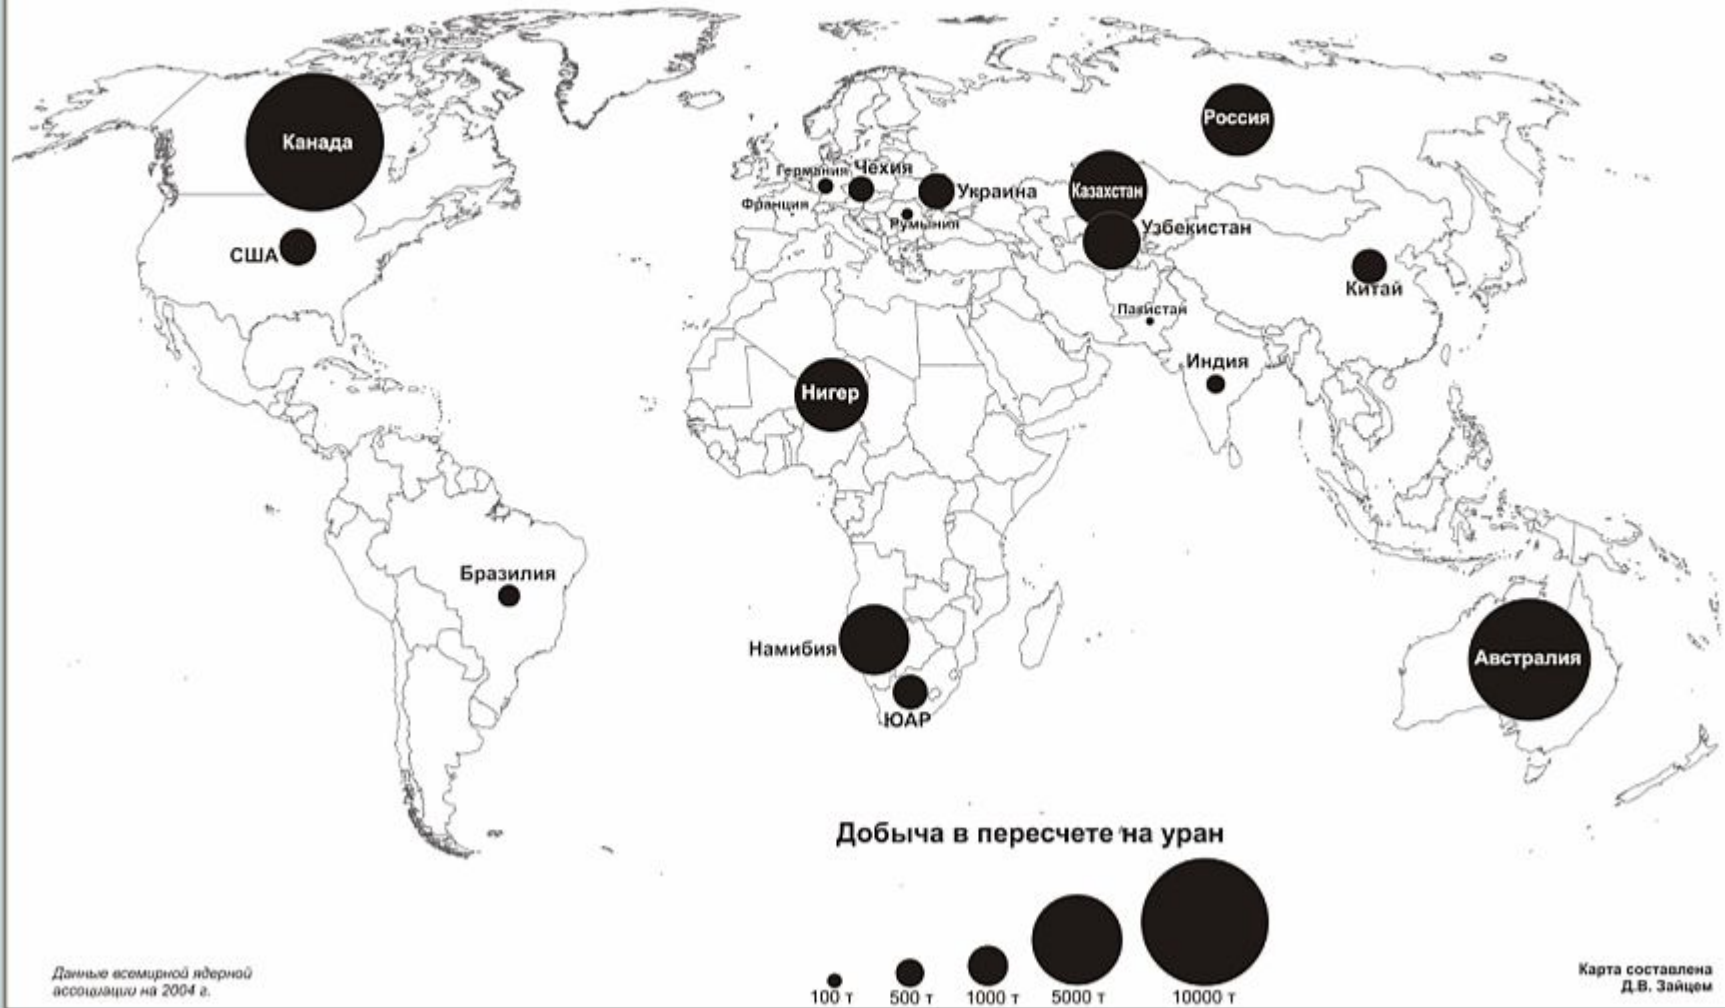 Канада
Россия
Германия
Чехия
Казахстан
Украина
Франция
Румыния
Узбекистан
США
Китай
Пакистан
Индия
Нигер
Бразилия
Намибия
Австралия
ЮАР
Добыча в пересчете на уран
100 т 500 т 1000 т 5000 т 10000 т
Данные всемирной ядерной
ассоциации на 2004 г.
Карта составлена
Д.В. Зайцем